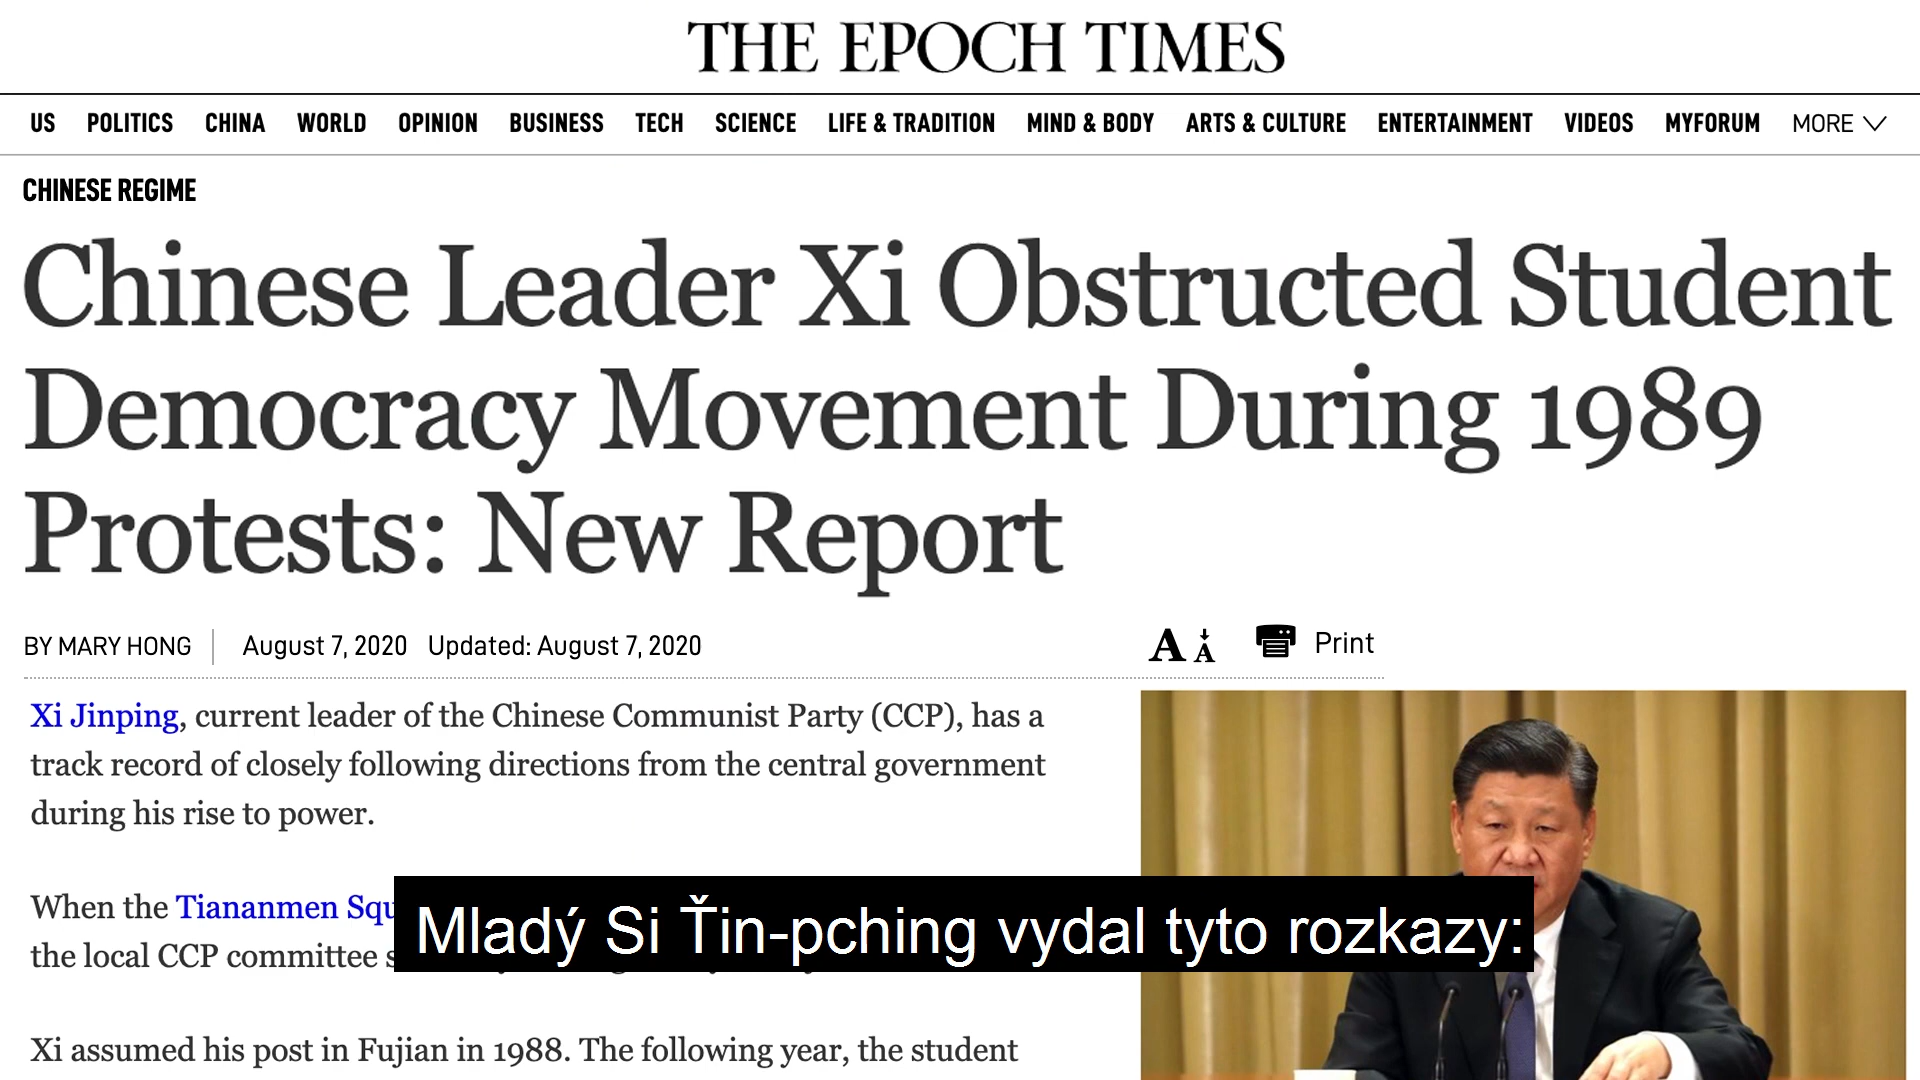 THE EPOCH TIMES
US POLITICS CHINA WORLD OPINION BUSINESS TECH SCIENCE LIFE & TRADITION MIND & BODY ARTS & CULTURE ENTERTAINMENT VIDEOS MYFORUM MORE
CHINESE REGIME
Chinese Leader Xi Obstructed Student
Democracy Movement During 1989
Protests: New Report
BY MARY HONG August 7, 2020 Updated: August 7, 2020 A A Print
Xi Jinping, current leader of the Chinese Communist Party (CCP), has a
track record of closely following directions from the central government
during his rise to power.
When the Tiananmen
the local CCP committee
Mladý Si Ťin-pching vydal tyto rozkazy:
Xi assumed his post in Fujian in 1988. The following year, the student